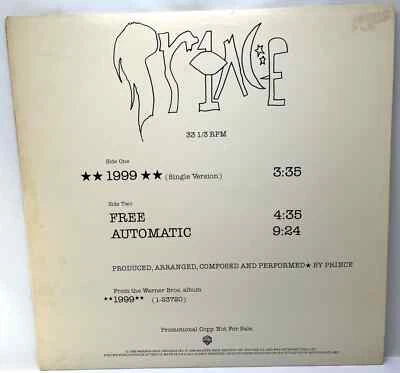 PRINCE
33 1/3 RPM
Side One
★★ 1999 ★★ (Single Version) 3:35
Side Two
FREE 4:35
AUTOMATIC 9:24
PRODUCED, ARRANGED, COMPOSED AND PERFORMED★ BY PRINCE
From the Warner Bros. album
**1999** (1-23720)
Promotional Copy Not For Sale.